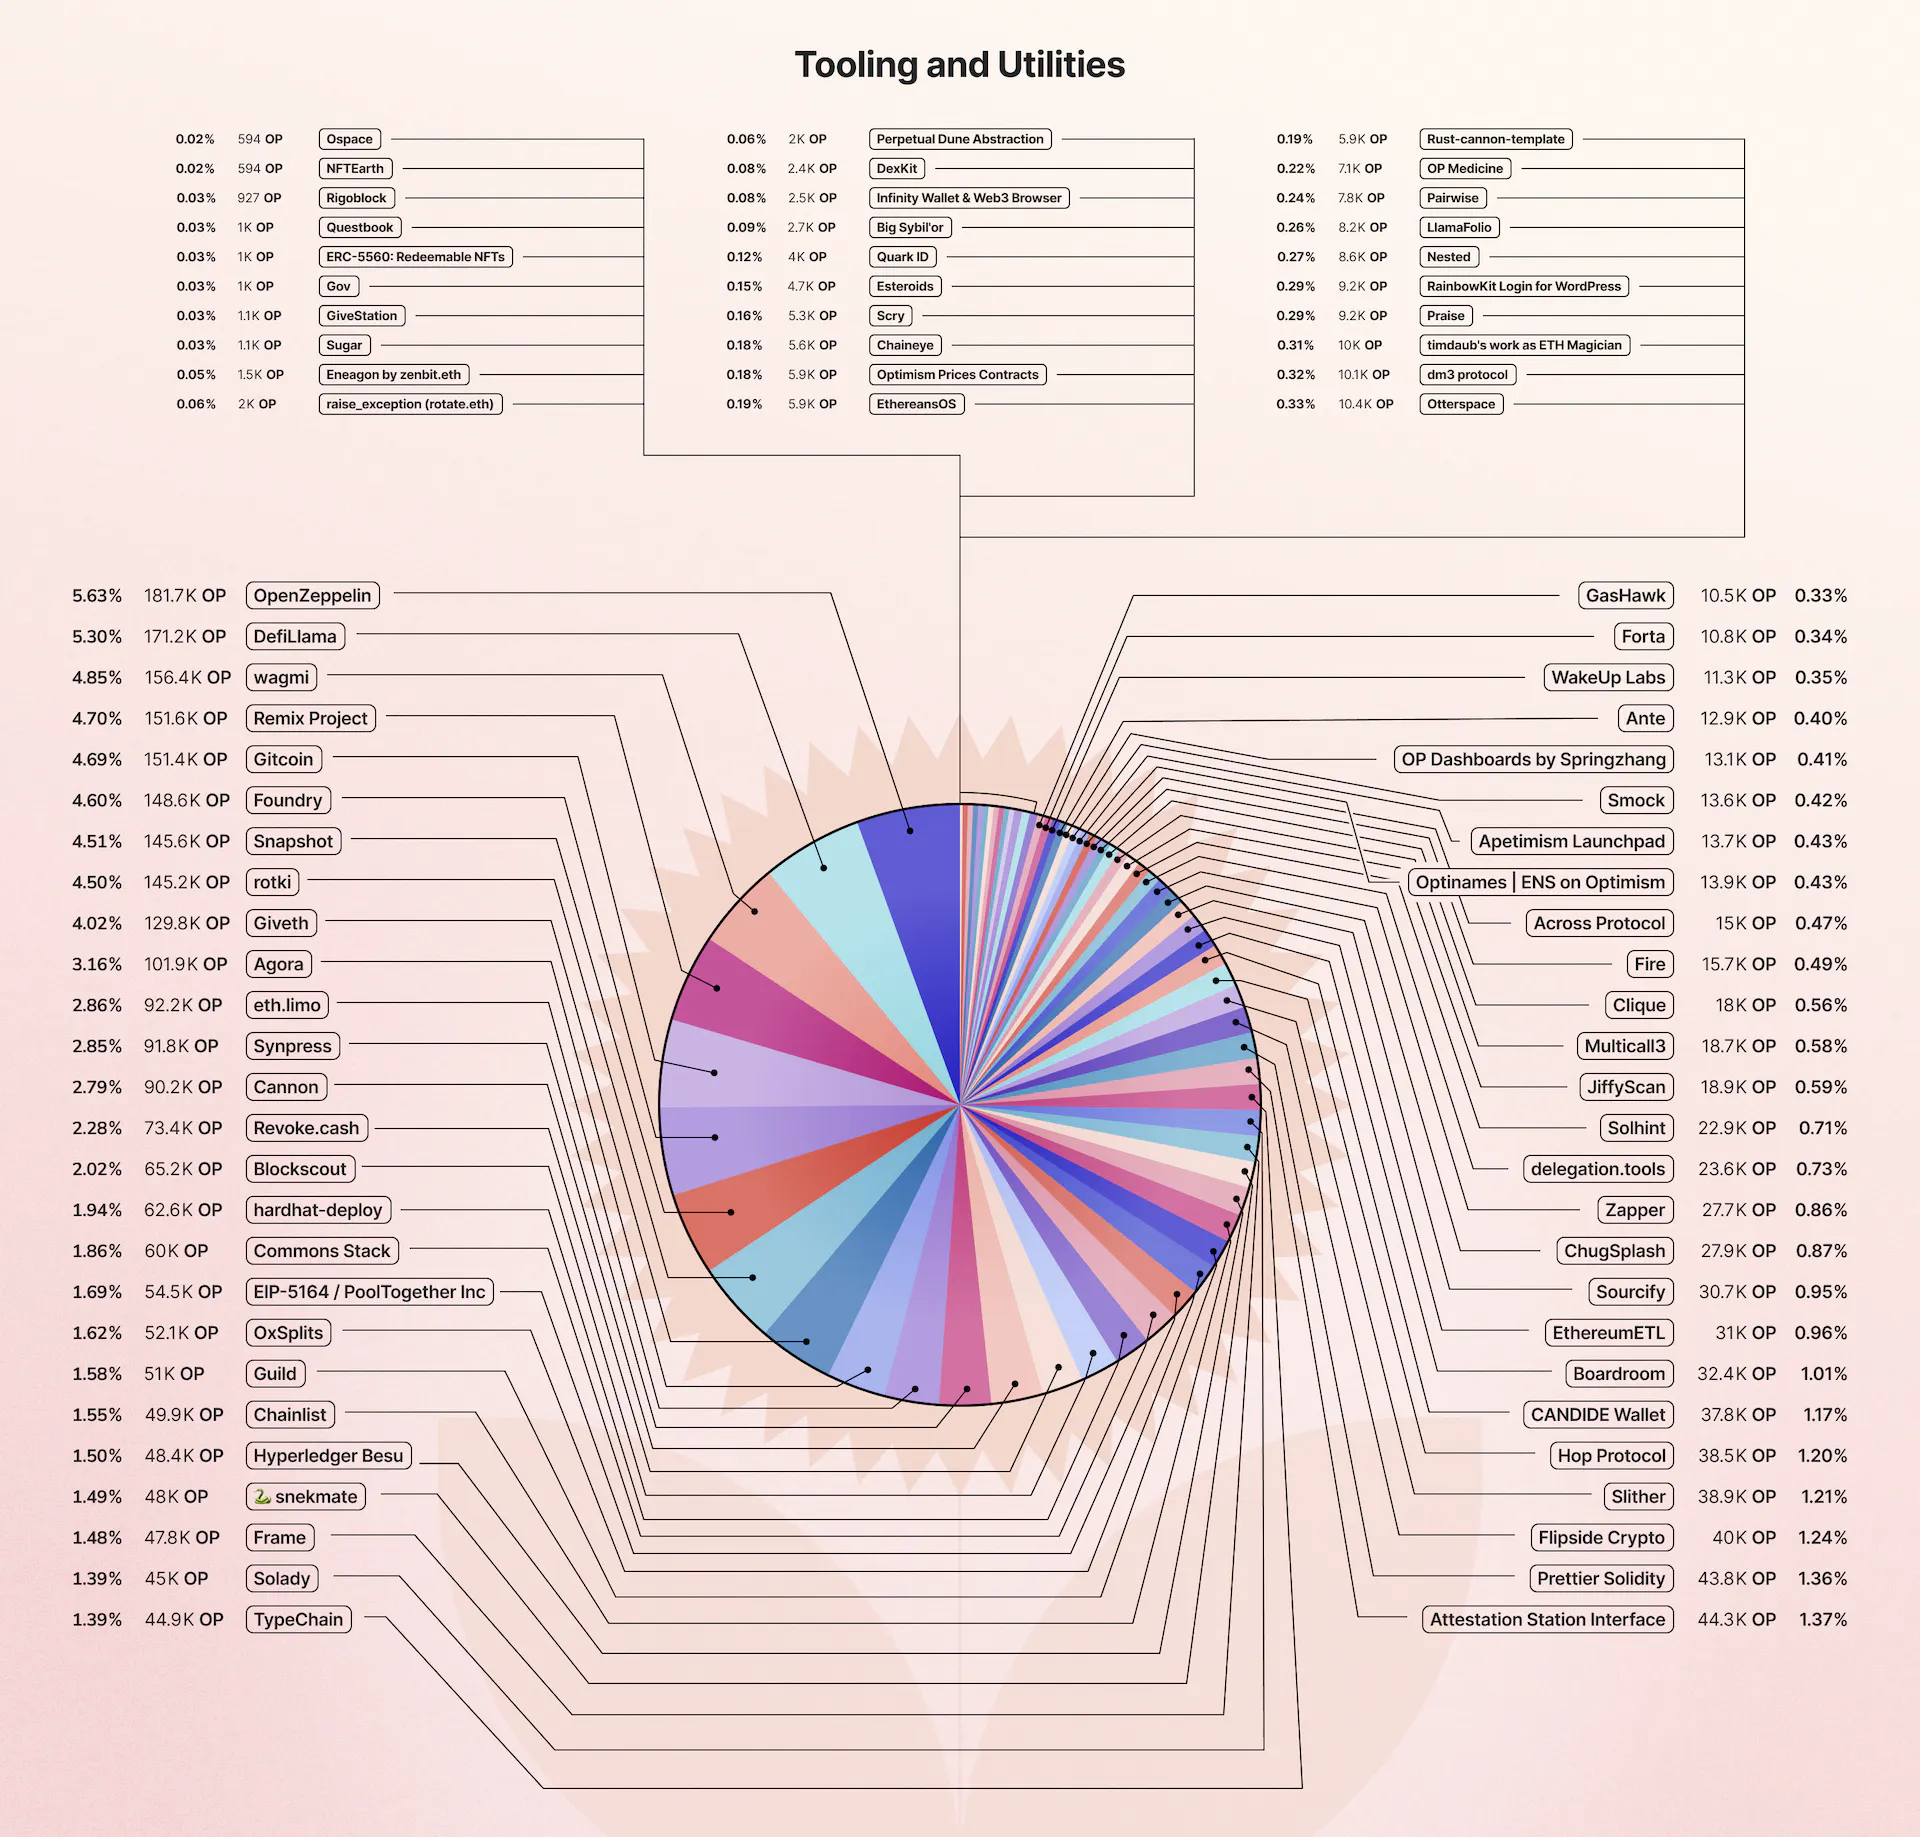 Tooling and Utilities
0.02% 594 OP Ospace
0.02% 594 OP NFTEarth
0.03% 927 OP Rigoblock
0.03% 1K OP Questbook
0.03% 1K OP ERC-5560: Redeemable NFTs
0.03% 1K OP Gov
0.03% 1.1K OP GiveStation
0.03% 1.1K OP Sugar
0.05% 1.5K OP Eneagon by zenbit.eth
0.06% 2K OP raise_exception (rotate.eth)
0.06% 2K OP Perpetual Dune Abstraction
0.08% 2.4K OP DexKit
0.08% 2.5K OP Infinity Wallet & Web3 Browser
0.09% 2.7K OP Big Sybil'or
0.12% 4K OP Quark ID
0.15% 4.7K OP Esteroids
0.16% 5.3K OP Scry
0.18% 5.6K OP Chaineye
0.18% 5.9K OP Optimism Prices Contracts
0.19% 5.9K OP EthereansOS
0.19% 5.9K OP Rust-cannon-template
0.22% 7.1K OP OP Medicine
0.24% 7.8K OP Pairwise
0.26% 8.2K OP LlamaFolio
0.27% 8.6K OP Nested
0.29% 9.2K OP RainbowKit Login for WordPress
0.29% 9.2K OP Praise
0.31% 10K OP timdaub's work as ETH Magician
0.32% 10.1K OP dm3 protocol
0.33% 10.4K OP Otterspace
5.63% 181.7K OP OpenZeppelin
5.30% 171.2K OP DefiLlama
4.85% 156.4K OP wagmi
4.70% 151.6K OP Remix Project
4.69% 151.4K OP Gitcoin
4.60% 148.6K OP Foundry
4.51% 145.6K OP Snapshot
4.50% 145.2K OP rotki
4.02% 129.8K OP Giveth
3.16% 101.9K OP Agora
2.86% 92.2K OP eth.limo
2.85% 91.8K OP Synpress
2.79% 90.2K OP Cannon
2.28% 73.4K OP Revoke.cash
2.02% 65.2K OP Blockscout
1.94% 62.6K OP hardhat-deploy
1.86% 60K OP Commons Stack
1.69% 54.5K OP EIP-5164 / PoolTogether Inc
1.62% 52.1K OP OxSplits
1.58% 51K OP Guild
1.55% 49.9K OP Chainlist
1.50% 48.4K OP Hyperledger Besu
1.49% 48K OP 🐍 snekmate
1.48% 47.8K OP Frame
1.39% 45K OP Solady
1.39% 44.9K OP TypeChain
GasHawk 10.5K OP 0.33%
Forta 10.8K OP 0.34%
WakeUp Labs 11.3K OP 0.35%
Ante 12.9K OP 0.40%
OP Dashboards by Springzhang 13.1K OP 0.41%
Smock 13.6K OP 0.42%
Apetimism Launchpad 13.7K OP 0.43%
Optinames | ENS on Optimism 13.9K OP 0.43%
Across Protocol 15K OP 0.47%
Fire 15.7K OP 0.49%
Clique 18K OP 0.56%
Multicall3 18.7K OP 0.58%
JiffyScan 18.9K OP 0.59%
Solhint 22.9K OP 0.71%
delegation.tools 23.6K OP 0.73%
Zapper 27.7K OP 0.86%
ChugSplash 27.9K OP 0.87%
Sourcify 30.7K OP 0.95%
EthereumETL 31K OP 0.96%
Boardroom 32.4K OP 1.01%
CANDIDE Wallet 37.8K OP 1.17%
Hop Protocol 38.5K OP 1.20%
Slither 38.9K OP 1.21%
Flipside Crypto 40K OP 1.24%
Prettier Solidity 43.8K OP 1.36%
Attestation Station Interface 44.3K OP 1.37%